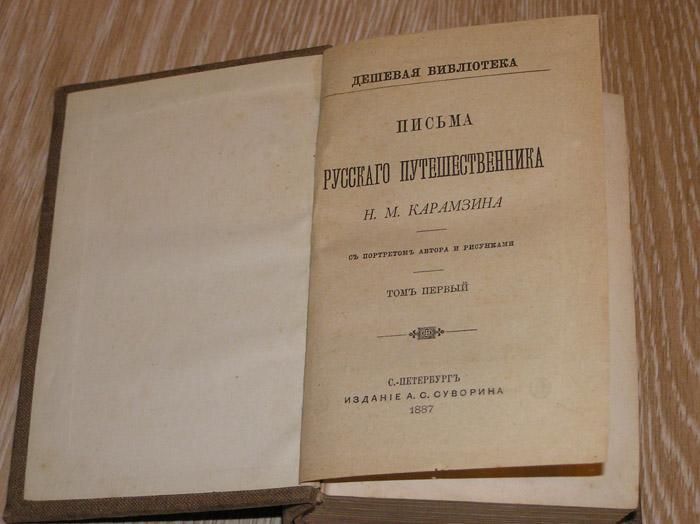 ДЕШЕВАЯ БИБЛІОТЕКА
ПИСЬМА
РУССКАГО ПУТЕШЕСТВЕННИКА
Н. М. КАРАМЗИНА
СЪ ПОРТРЕТОМЪ АВТОРА И РИСУНКАМИ
ТОМЪ ПЕРВЫЙ
С.-ПЕТЕРБУРГЪ
ИЗДАНІЕ А. С. СУВОРИНА
1887